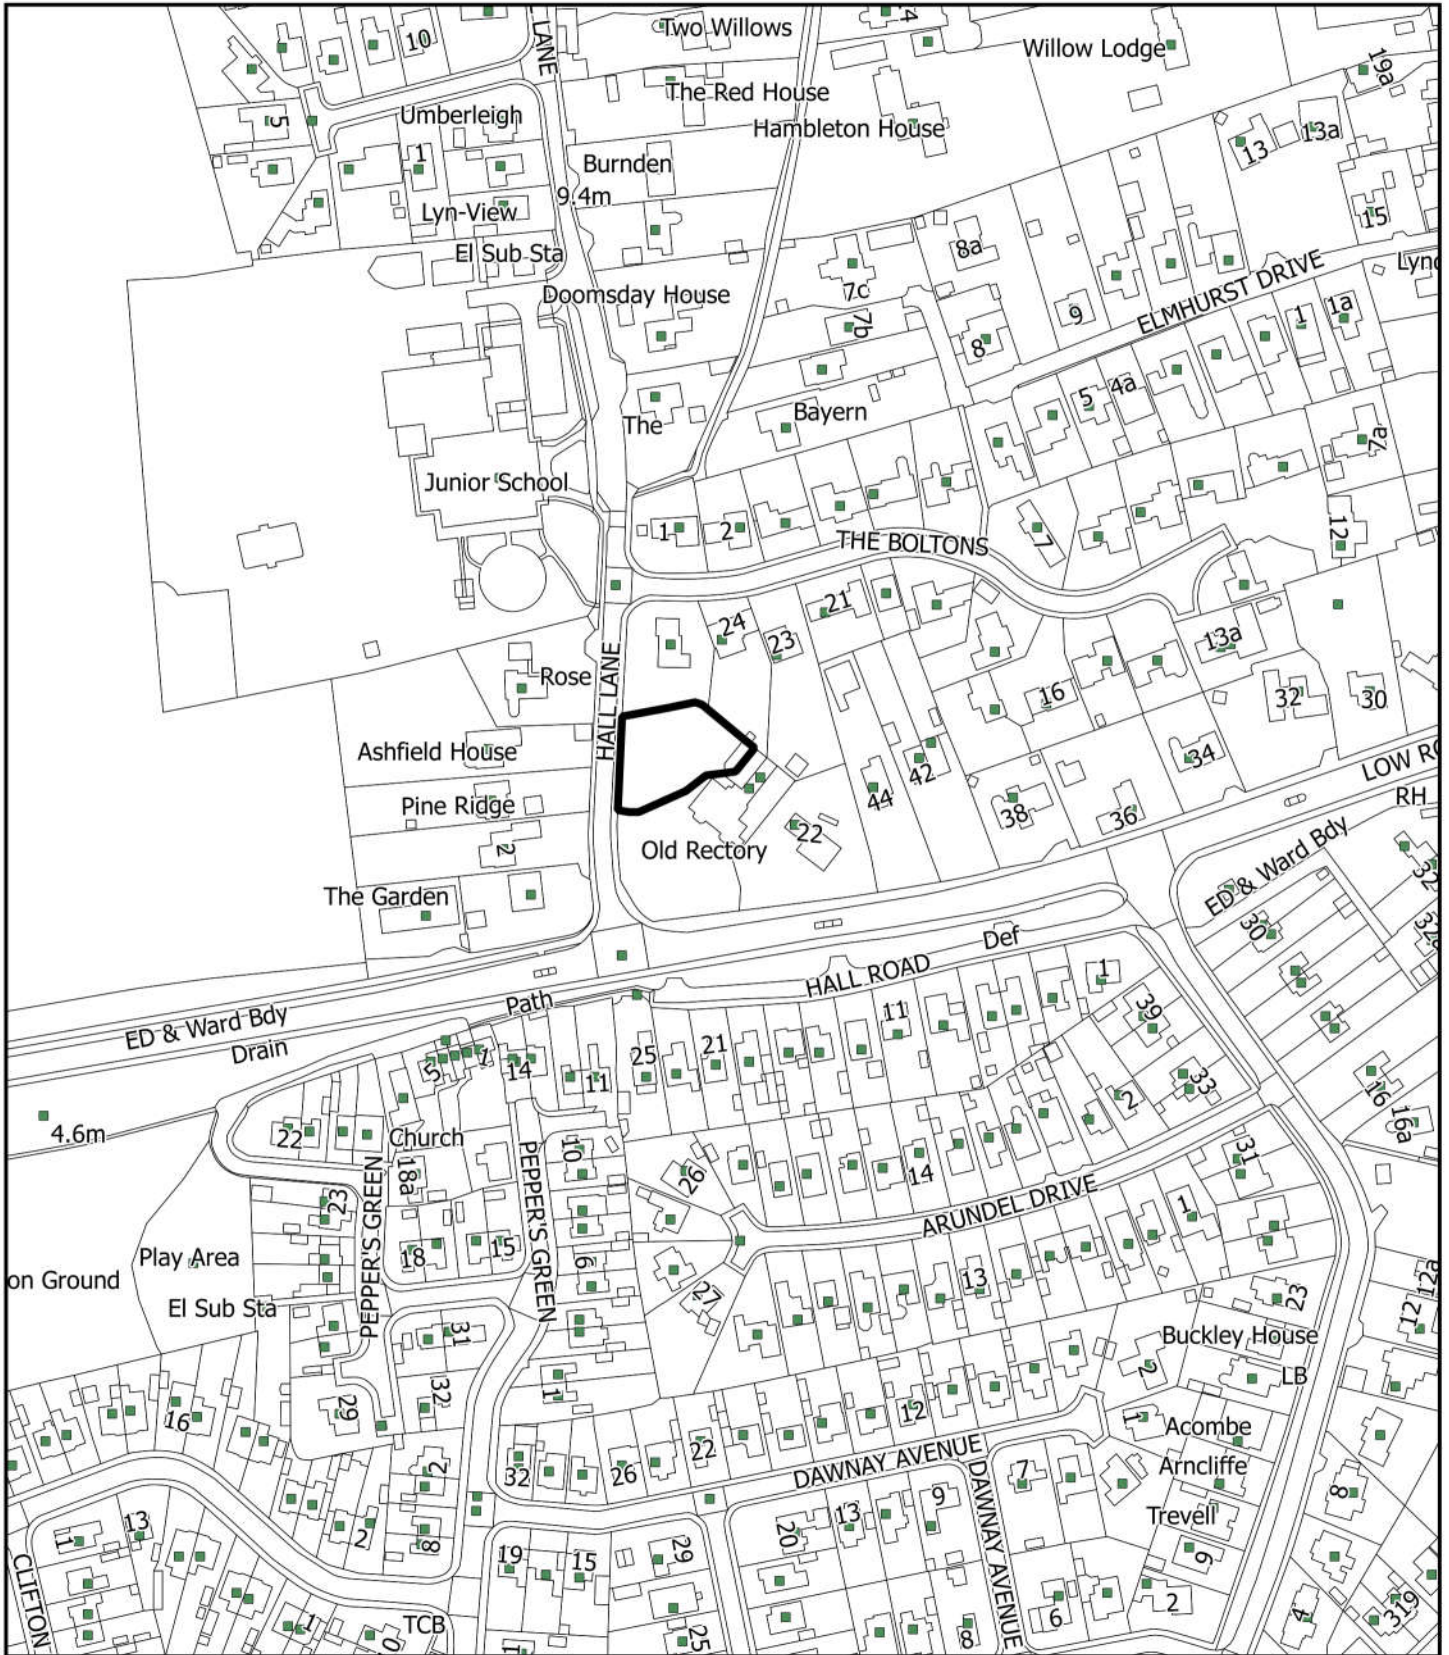 LANE
Two Willows
4
Willow Lodge
10
19a
The Red House
Umberleigh
Hambleton House
5
13a
13
1
Burnden
9.4m
Lyn-View
15
El Sub Sta
8a
Doomsday House
7c
ELMHURST DRIVE
7b
9
1
1a
8
5
4a
The
Bayern
7a
Junior School
1
2
THE BOLTONS
7
12
21
24
23
13a
HALL LANE
Rose
16
32
30
Ashfield House
42
34
LOW RO
Pine Ridge
44
38
36
RH
2
22
Old Rectory
The Garden
ED & Ward Bdy
32
30
Def
HALL ROAD
1
Path
11
39
ED & Ward Bdy
Drain
5
1
14
11
25
21
33
2
16
16a
4.6m
22
Church
10
18a
26
14
31
PEPPER'S GREEN
PEPPER'S GREEN
23
ARUNDEL DRIVE
1
Play Area
18
15
6
on Ground
27
13
23
12a
12
El Sub Sta
31
Buckley House
2
LB
32
1
29
16
12
1
Acombe
22
DAWNAY AVENUE
2
32
26
7
Arncliffe
DAWNAY AVENUE
9
8
13
Trevell
13
1
2
8
20
19
15
29
9
CLIFTON
6
2
4
319
1
TCB
25
8
1